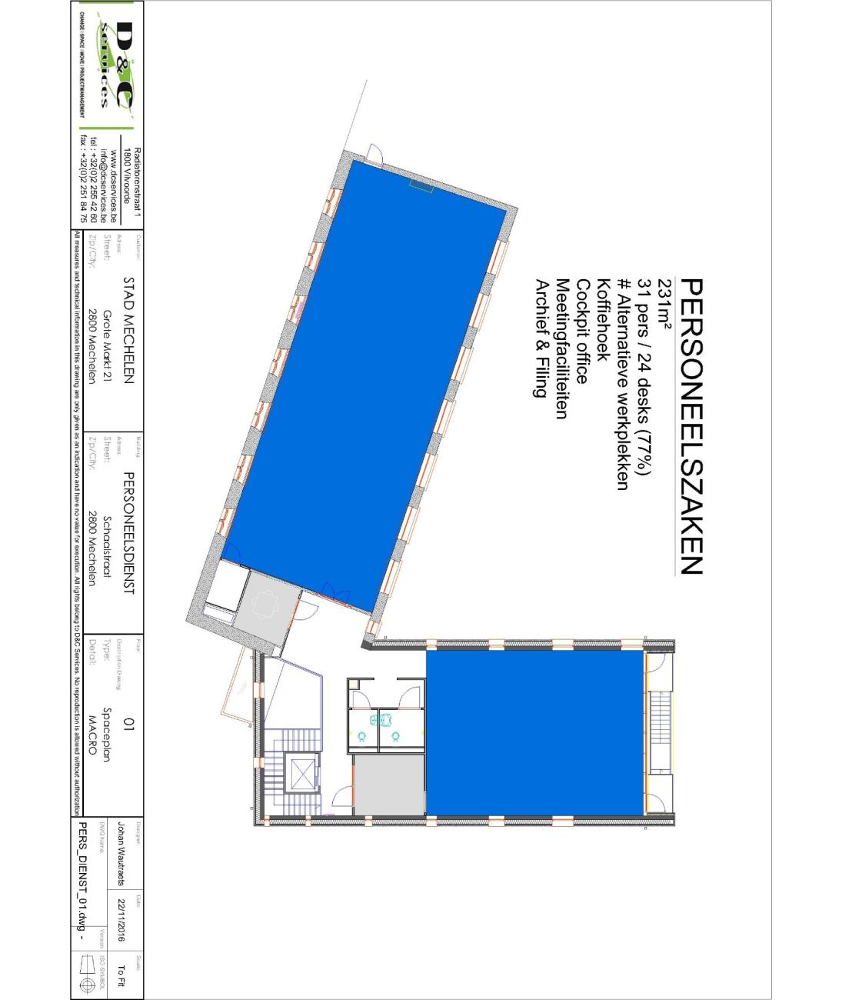 PERSONEELSZAKEN
231m²
31 pers / 24 desks (77%)
# Alternatieve werkplekken
Koffiehoek
Cockpit office
Meetingfaciliteiten
Archief & Filing
D&C
services
CHANGE | SPACE | MOVE | PROJECTMANAGEMENT
Radiatorenstraat 1
1800 Vilvoorde
www.dcservices.be
info@dcservices.be
tel : +32(0)2 255 42 60
fax : +32(0)2 251 84 75
Customer:
STAD MECHELEN
Adress:
Street: Grote Markt 21
Zip/City: 2800 Mechelen
Building:
PERSONEELSDIENST
Adress:
Street: Schaalstraat
Zip/City: 2800 Mechelen
Floor:
01
Description Drawing:
Type: Spaceplan
Detail: MACRO
All measures and technical information in this drawing are only given as an indication and have no value for execution. All rights belong to D&C Services. No reproduction is allowed without authorization
Designer:
Johan Wautraets
Date:
22/11/2016
Scale:
To Fit
DWG Name:
PERS_DIENST_01.dwg
Version
-
ISO SYMBOL